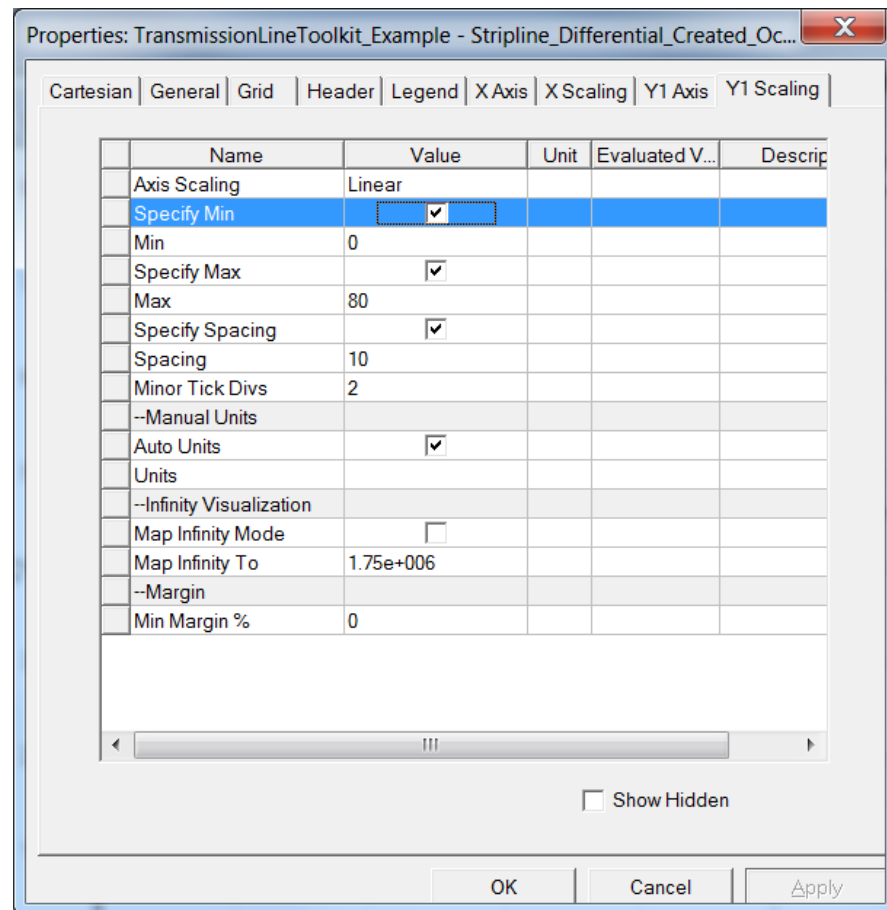 Properties: TransmissionLineToolkit_Example - Stripline_Differential_Created_Oc... X
Cartesian General Grid Header Legend X Axis X Scaling Y1 Axis Y1 Scaling
Name Value Unit Evaluated V... Descrip
Axis Scaling Linear
Specify Min
Min 0
Specify Max
Max 80
Specify Spacing
Spacing 10
Minor Tick Divs 2
--Manual Units
Auto Units
Units
--Infinity Visualization
Map Infinity Mode
Map Infinity To 1.75e+006
--Margin
Min Margin % 0
Show Hidden
OK Cancel Apply